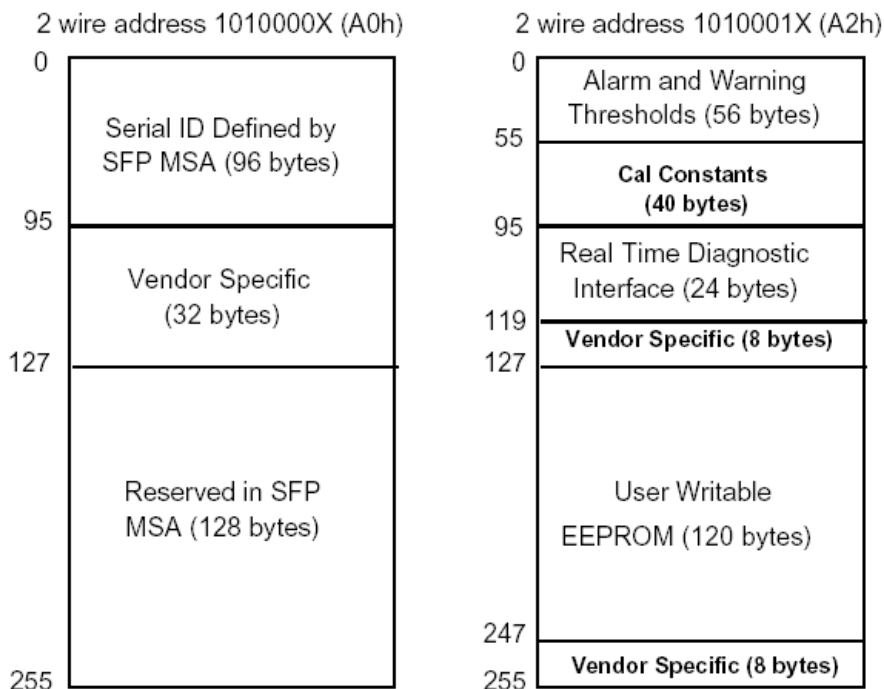 2 wire address 1010000X (A0h)
0
Serial ID Defined by
SFP MSA (96 bytes)
95
Vendor Specific
(32 bytes)
127
Reserved in SFP
MSA (128 bytes)
255
2 wire address 1010001X (A2h)
0
Alarm and Warning
Thresholds (56 bytes)
55
Cal Constants
(40 bytes)
95
Real Time Diagnostic
Interface (24 bytes)
119
Vendor Specific (8 bytes)
127
User Writable
EEPROM (120 bytes)
247
Vendor Specific (8 bytes)
255